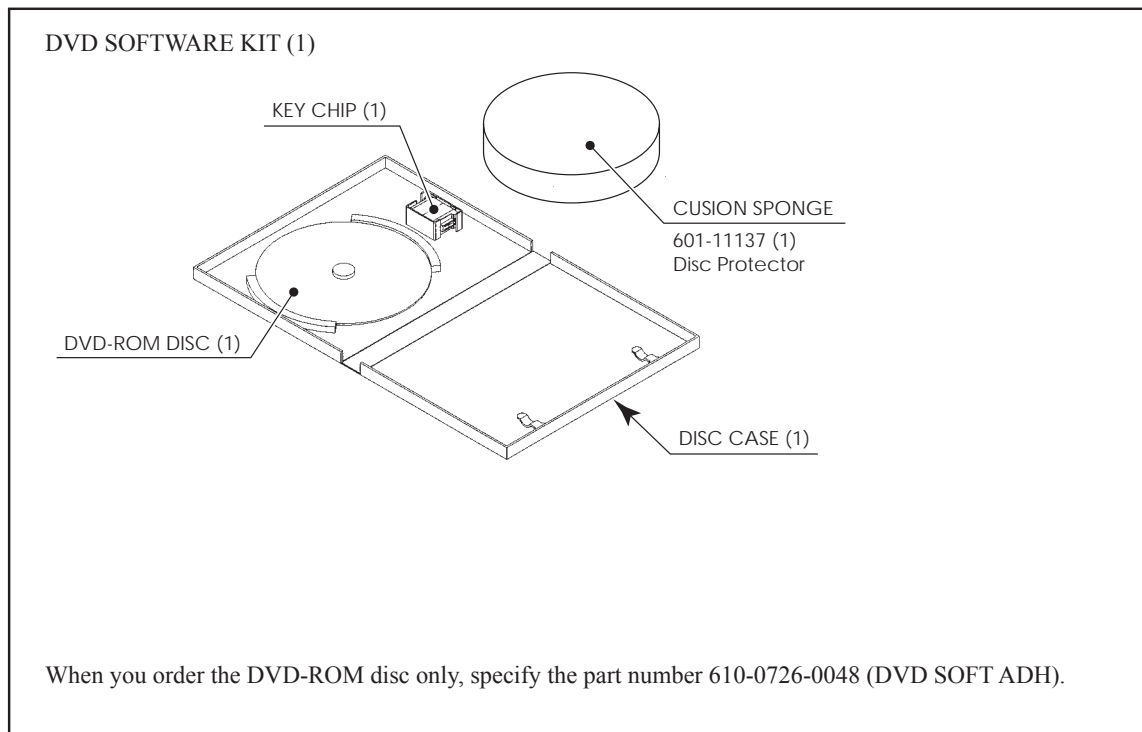 DVD SOFTWARE KIT (1)
KEY CHIP (1)
CUSION SPONGE
601-11137 (1)
Disc Protector
DVD-ROM DISC (1)
DISC CASE (1)
When you order the DVD-ROM disc only, specify the part number 610-0726-0048 (DVD SOFT ADH).